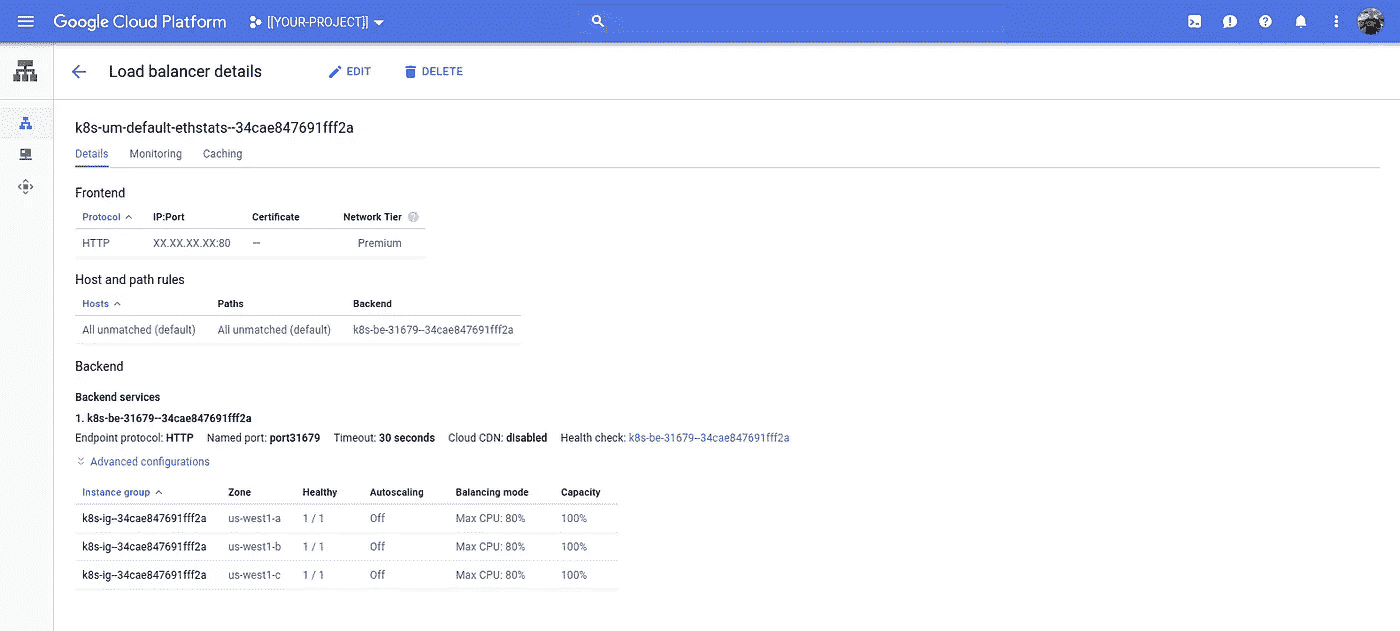 Google Cloud Platform [[YOUR-PROJECT]]
Load balancer details EDIT DELETE
k8s-um-default-ethstats--34cae847691fff2a
Details Monitoring Caching
Frontend
Protocol IP:Port Certificate Network Tier
HTTP XX.XX.XX.XX:80 — Premium
Host and path rules
Hosts Paths Backend
All unmatched (default) All unmatched (default) k8s-be-31679--34cae847691fff2a
Backend
Backend services
1. k8s-be-31679--34cae847691fff2a
Endpoint protocol: HTTP Named port: port31679 Timeout: 30 seconds Cloud CDN: disabled Health check: k8s-be-31679--34cae847691fff2a
Advanced configurations
Instance group Zone Healthy Autoscaling Balancing mode Capacity
k8s-ig--34cae847691fff2a us-west1-a 1 / 1 Off Max CPU: 80% 100%
k8s-ig--34cae847691fff2a us-west1-b 1 / 1 Off Max CPU: 80% 100%
k8s-ig--34cae847691fff2a us-west1-c 1 / 1 Off Max CPU: 80% 100%